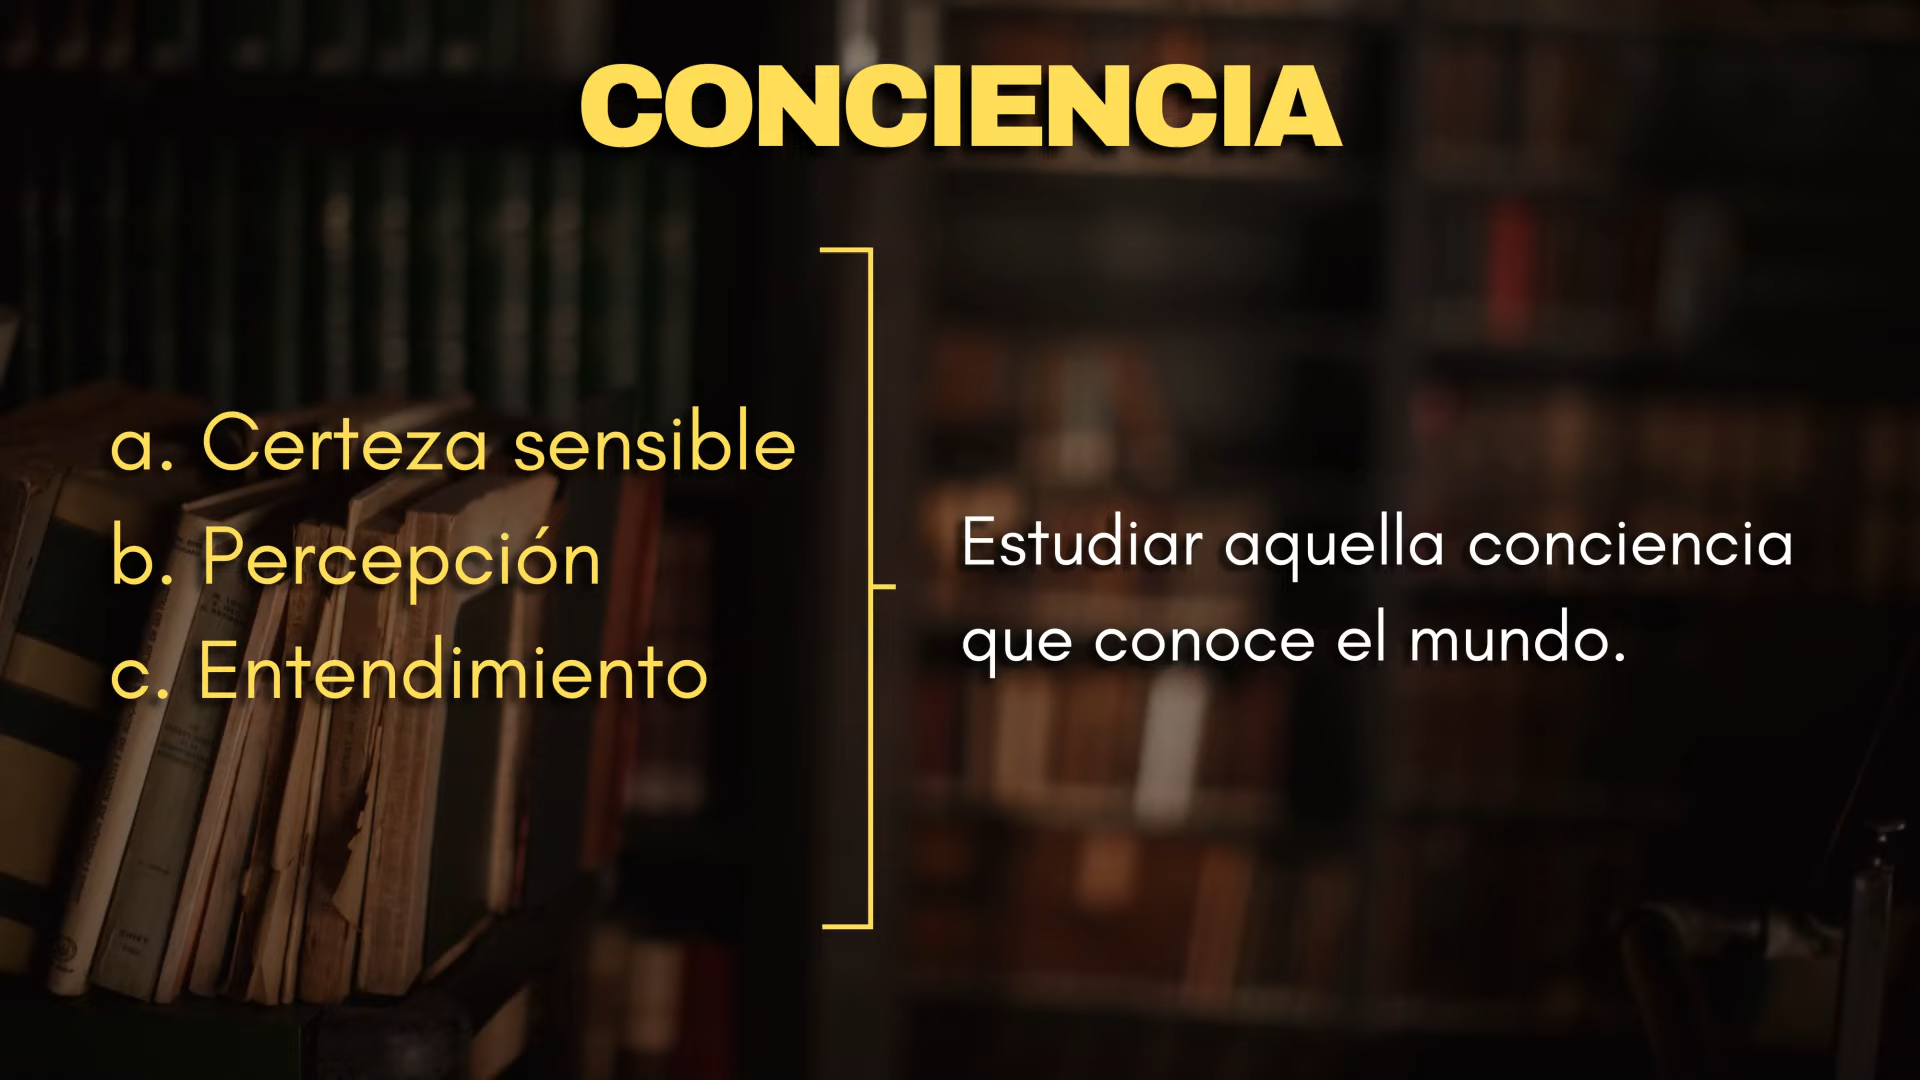 CONCIENCIA
a. Certeza sensible
b. Percepción
c. Entendimiento
Estudiar aquella conciencia
que conoce el mundo.